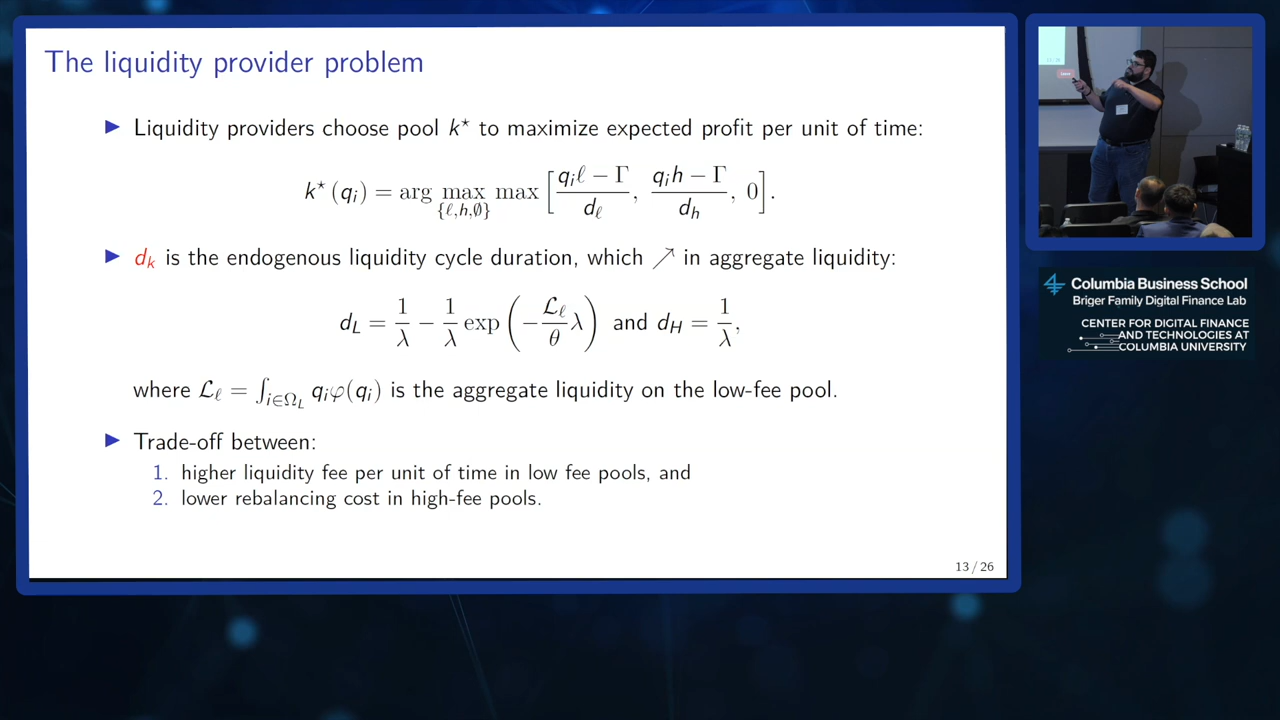 The liquidity provider problem
▶ Liquidity providers choose pool k⋆ to maximize expected profit per unit of time:
k⋆ (qᵢ) = arg max_{ℓ,h,∅} max [ (qᵢℓ − Γ)/d_ℓ , (qᵢh − Γ)/d_h , 0 ].
▶ d_k is the endogenous liquidity cycle duration, which ↗ in aggregate liquidity:
d_L = 1/λ − 1/λ exp ( −(𝓛_ℓ/θ) λ ) and d_H = 1/λ,
where 𝓛_ℓ = ∫_{i∈Ω_L} qᵢφ(qᵢ) is the aggregate liquidity on the low-fee pool.
▶ Trade-off between:
1. higher liquidity fee per unit of time in low fee pools, and
2. lower rebalancing cost in high-fee pools.
13 / 26
Columbia Business School
Briger Family Digital Finance Lab
CENTER FOR DIGITAL FINANCE
AND TECHNOLOGIES AT
COLUMBIA UNIVERSITY